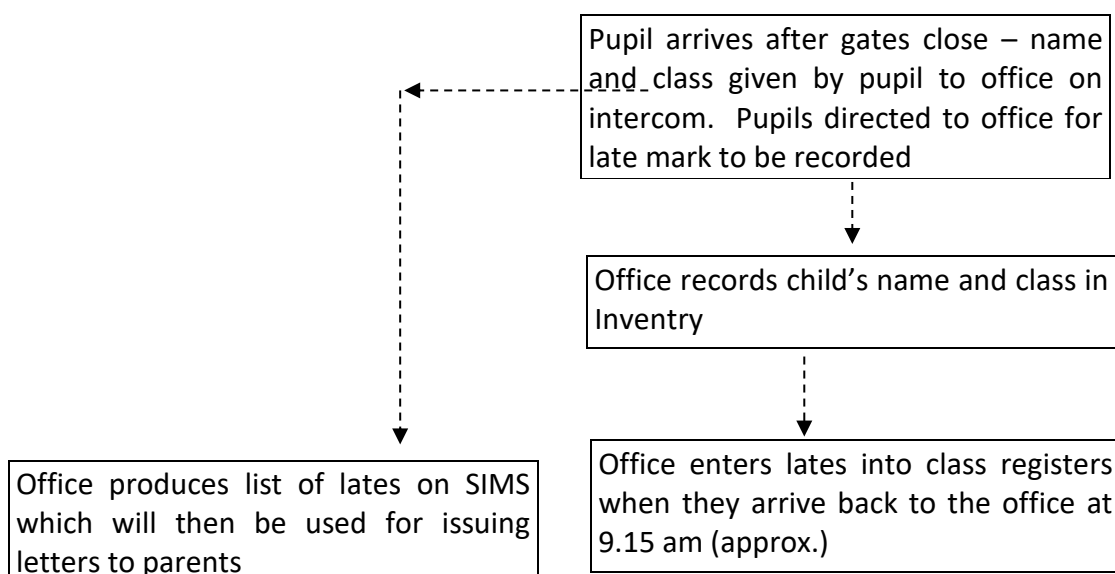 Pupil arrives after gates close – name
and class given by pupil to office on
intercom. Pupils directed to office for
late mark to be recorded
Office records child’s name and class in
Inventry
Office enters lates into class registers
when they arrive back to the office at
9.15 am (approx.)
Office produces list of lates on SIMS
which will then be used for issuing
letters to parents